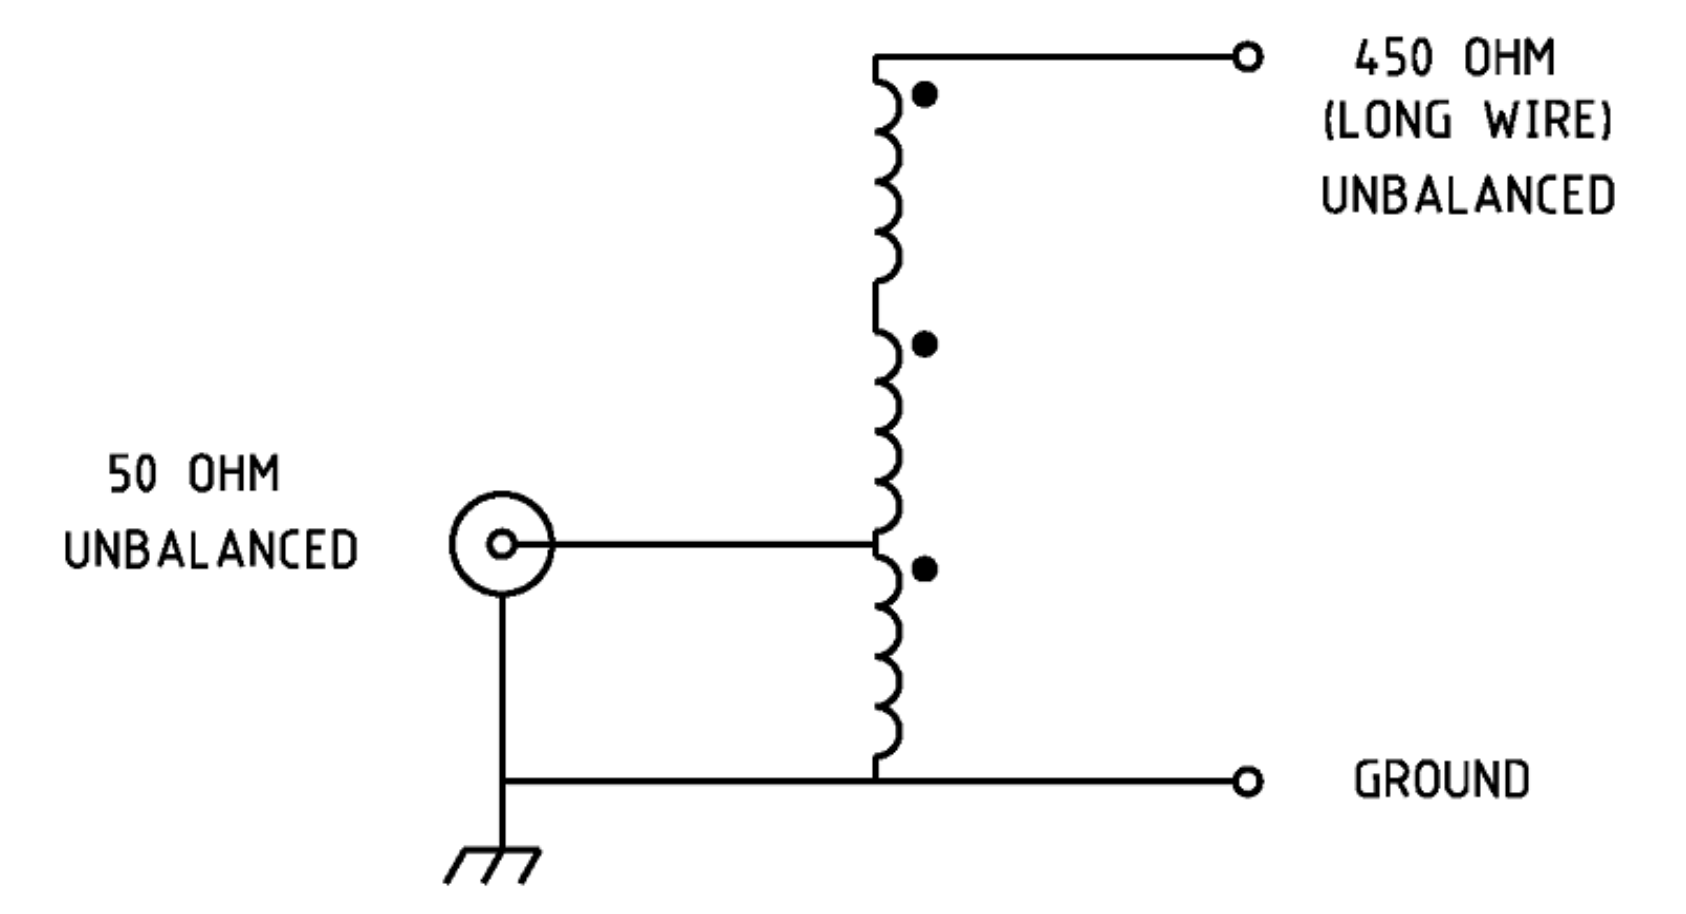 450 OHM
(LONG WIRE)
UNBALANCED
50 OHM
UNBALANCED
GROUND